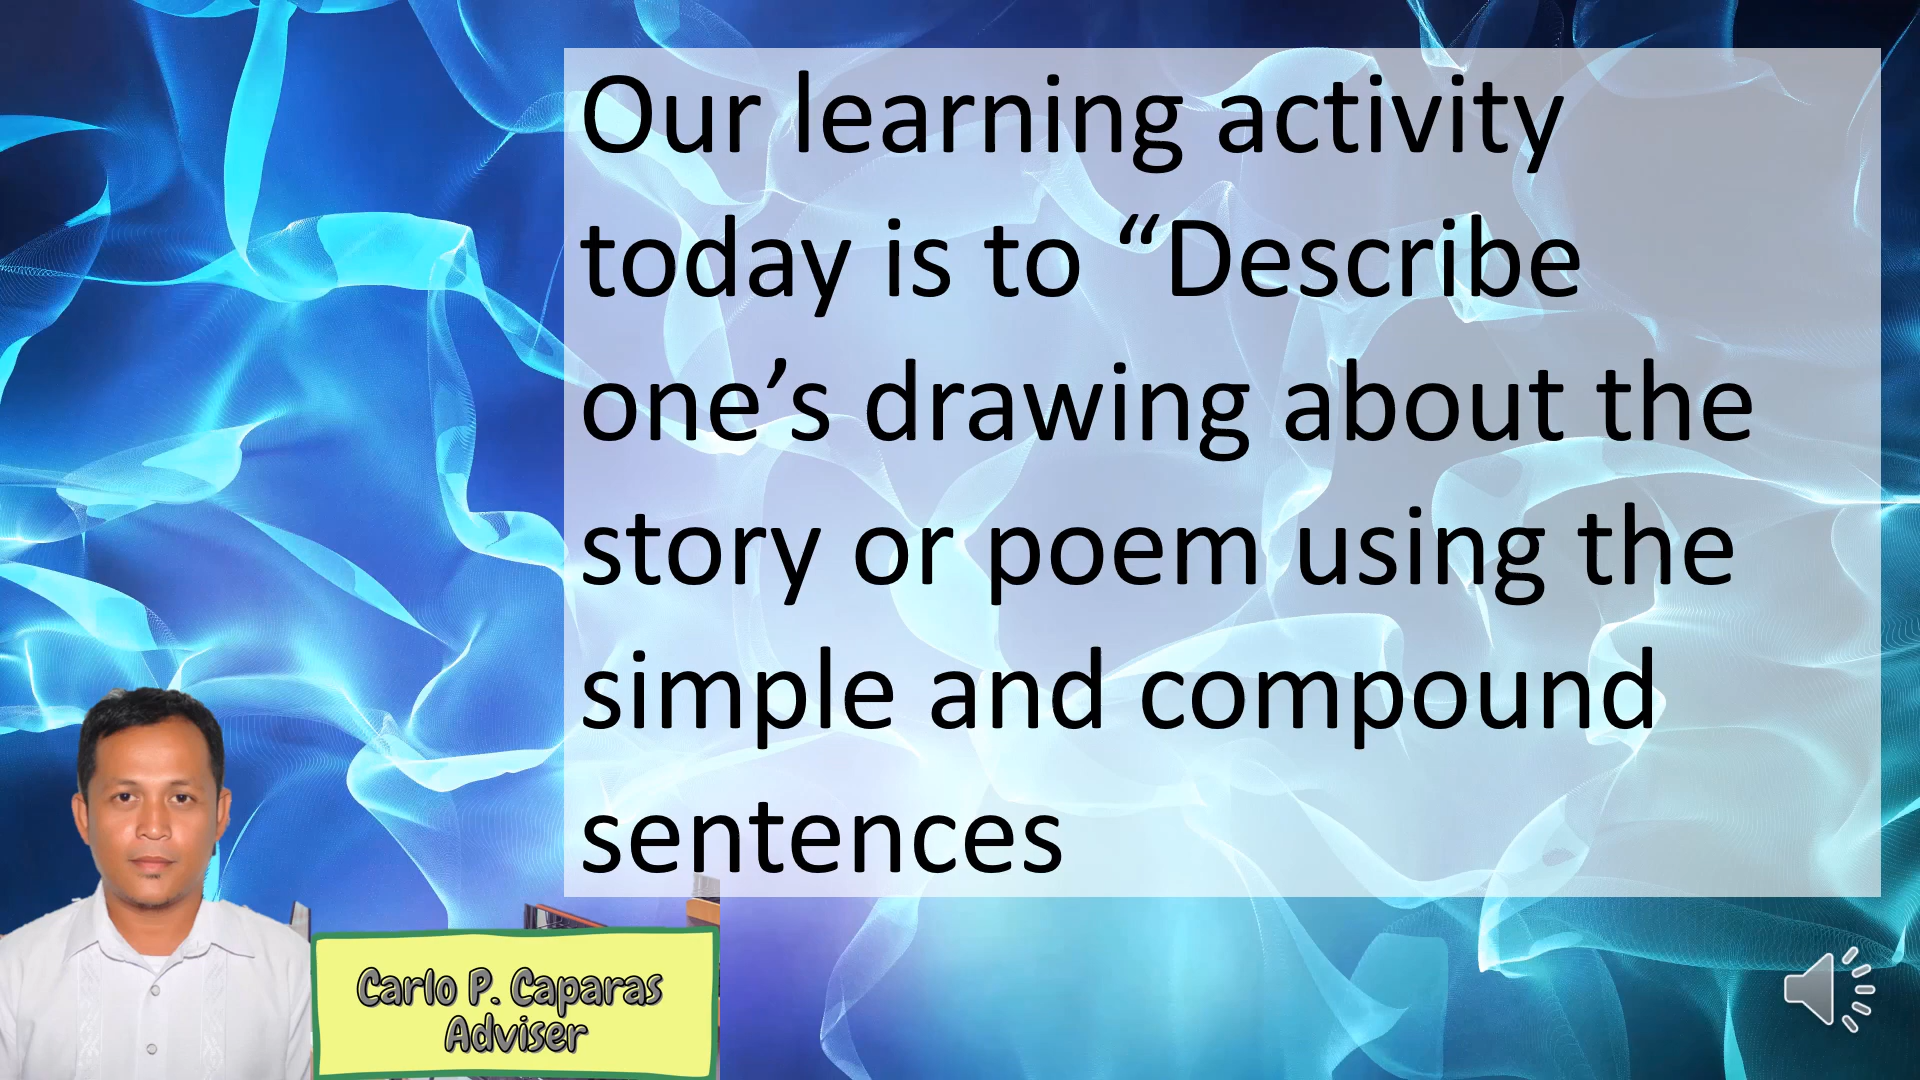 Our learning activity
today is to “Describe
one’s drawing about the
story or poem using the
simple and compound
sentences
Carlo P. Caparas
Adviser